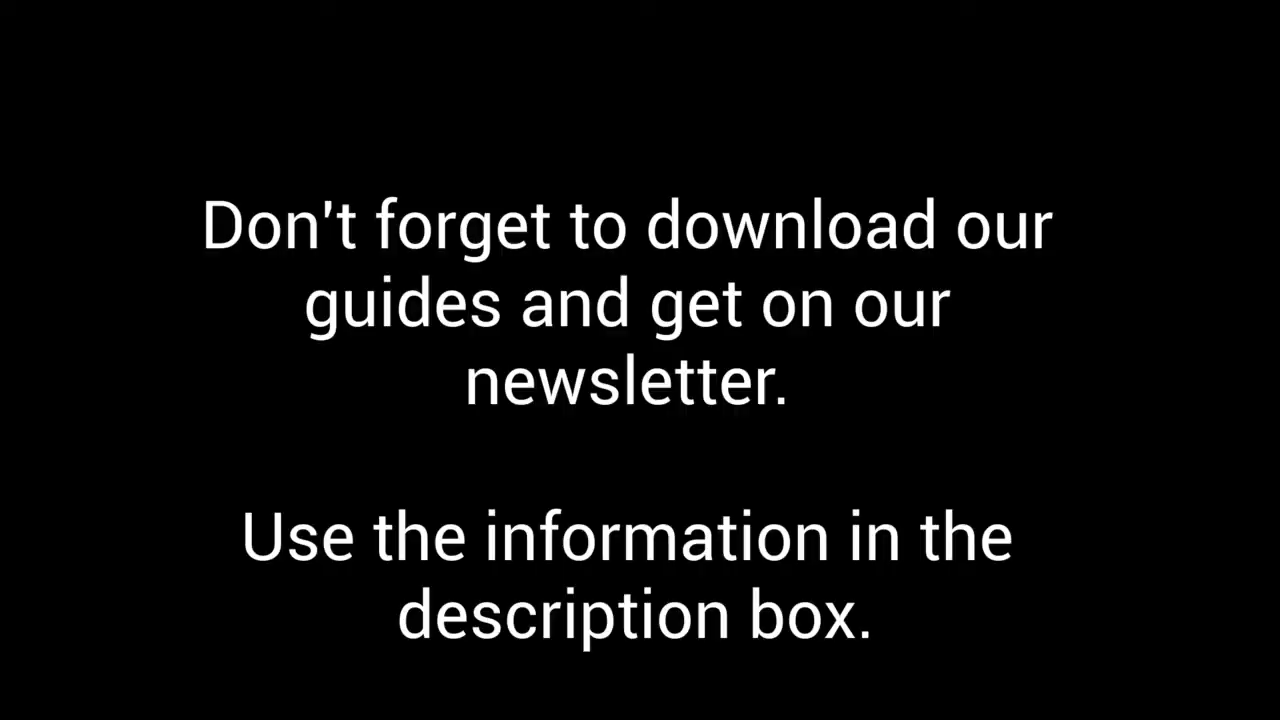 Don't forget to download our
guides and get on our
newsletter.
Use the information in the
description box.